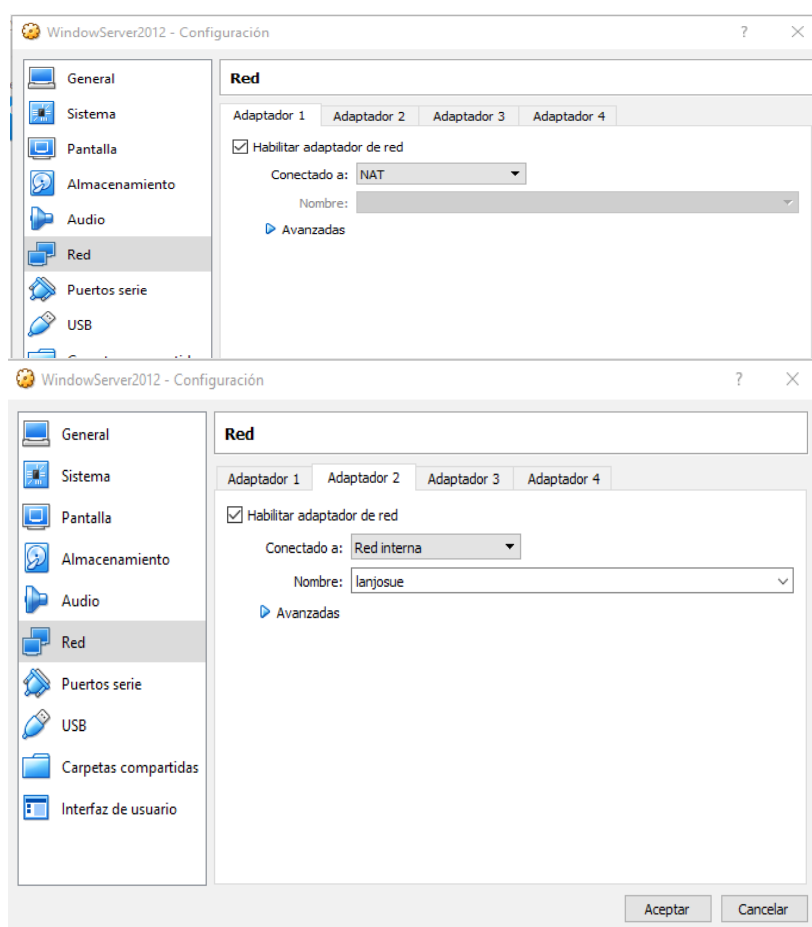 WindowServer2012 - Configuración
General
Sistema
Pantalla
Almacenamiento
Audio
Red
Puertos serie
USB
Red
Adaptador 1 Adaptador 2 Adaptador 3 Adaptador 4
Habilitar adaptador de red
Conectado a: NAT
Nombre:
Avanzadas
WindowServer2012 - Configuración
General
Sistema
Pantalla
Almacenamiento
Audio
Red
Puertos serie
USB
Carpetas compartidas
Interfaz de usuario
Red
Adaptador 1 Adaptador 2 Adaptador 3 Adaptador 4
Habilitar adaptador de red
Conectado a: Red interna
Nombre: lanjosue
Avanzadas
Aceptar Cancelar